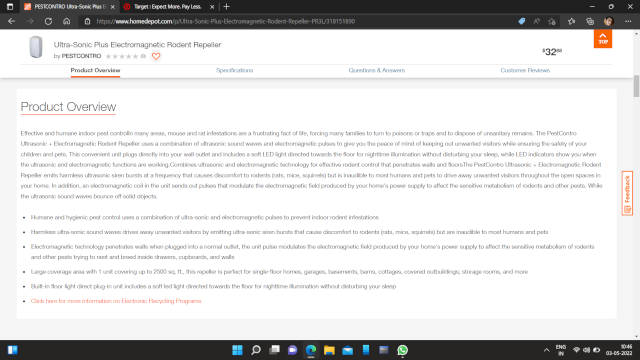 PESTCONTRO Ultra-Sonic Plus E
Target : Expect More. Pay Less.
https://www.homedepot.com/p/Ultra-Sonic-Plus-Electromagnetic-Rodent-Repeller-PR3L/318151890
Ultra-Sonic Plus Electromagnetic Rodent Repeller
by PESTCONTRO (0)
$32 88
TOP
Product Overview Specifications Questions & Answers Customer Reviews
Product Overview
Effective and humane indoor pest controlIn many areas, mouse and rat infestations are a frustrating fact of life, forcing many families to turn to poisons or traps and to dispose of unsanitary remains. The PestContro
Ultrasonic + Electromagnetic Rodent Repeller uses a combination of ultrasonic sound waves and electromagnetic pulses to give you the peace of mind of keeping out unwanted visitors while ensuring the safety of your
children and pets. This convenient unit plugs directly into your wall outlet and includes a soft LED light directed towards the floor for nighttime illumination without disturbing your sleep, while LED indicators show you when
the ultrasonic and electromagnetic functions are working.Combines ultrasonic and electromagnetic technology for effective rodent control that penetrates walls and floorsThe PestContro Ultrasonic + Electromagnetic Rodent
Repeller emits harmless ultrasonic siren bursts at a frequency that causes discomfort to rodents (rats, mice, squirrels) but is inaudible to most humans and pets to drive away unwanted visitors throughout the open spaces in
your home. In addition, an electromagnetic coil in the unit sends out pulses that modulate the electromagnetic field produced by your home's power supply to affect the sensitive metabolism of rodents and other pests. While
the ultrasonic sound waves bounce off solid objects.
• Humane and hygienic pest control uses a combination of ultra-sonic and electromagnetic pulses to prevent indoor rodent infestations
• Harmless ultra-sonic sound waves drives away unwanted visitors by emitting ultra-sonic siren bursts that cause discomfort to rodents (rats, mice, squirrels) but are inaudible to most humans and pets
• Electromagnetic technology penetrates walls when plugged into a normal outlet, the unit pulse modulates the electromagnetic field produced by your home's power supply to affect the sensitive metabolism of rodents
and other pests trying to nest and breed inside drawers, cupboards, and walls
• Large coverage area with 1 unit covering up to 2500 sq. ft., this repeller is perfect for single-floor homes, garages, basements, barns, cottages, covered outbuildings, storage rooms, and more
• Built-in floor light direct plug-in unit includes a soft led light directed towards the floor for nighttime illumination without disturbing your sleep
• Click here for more information on Electronic Recycling Programs
Feedback
ENG
IN
10:46
03-05-2022